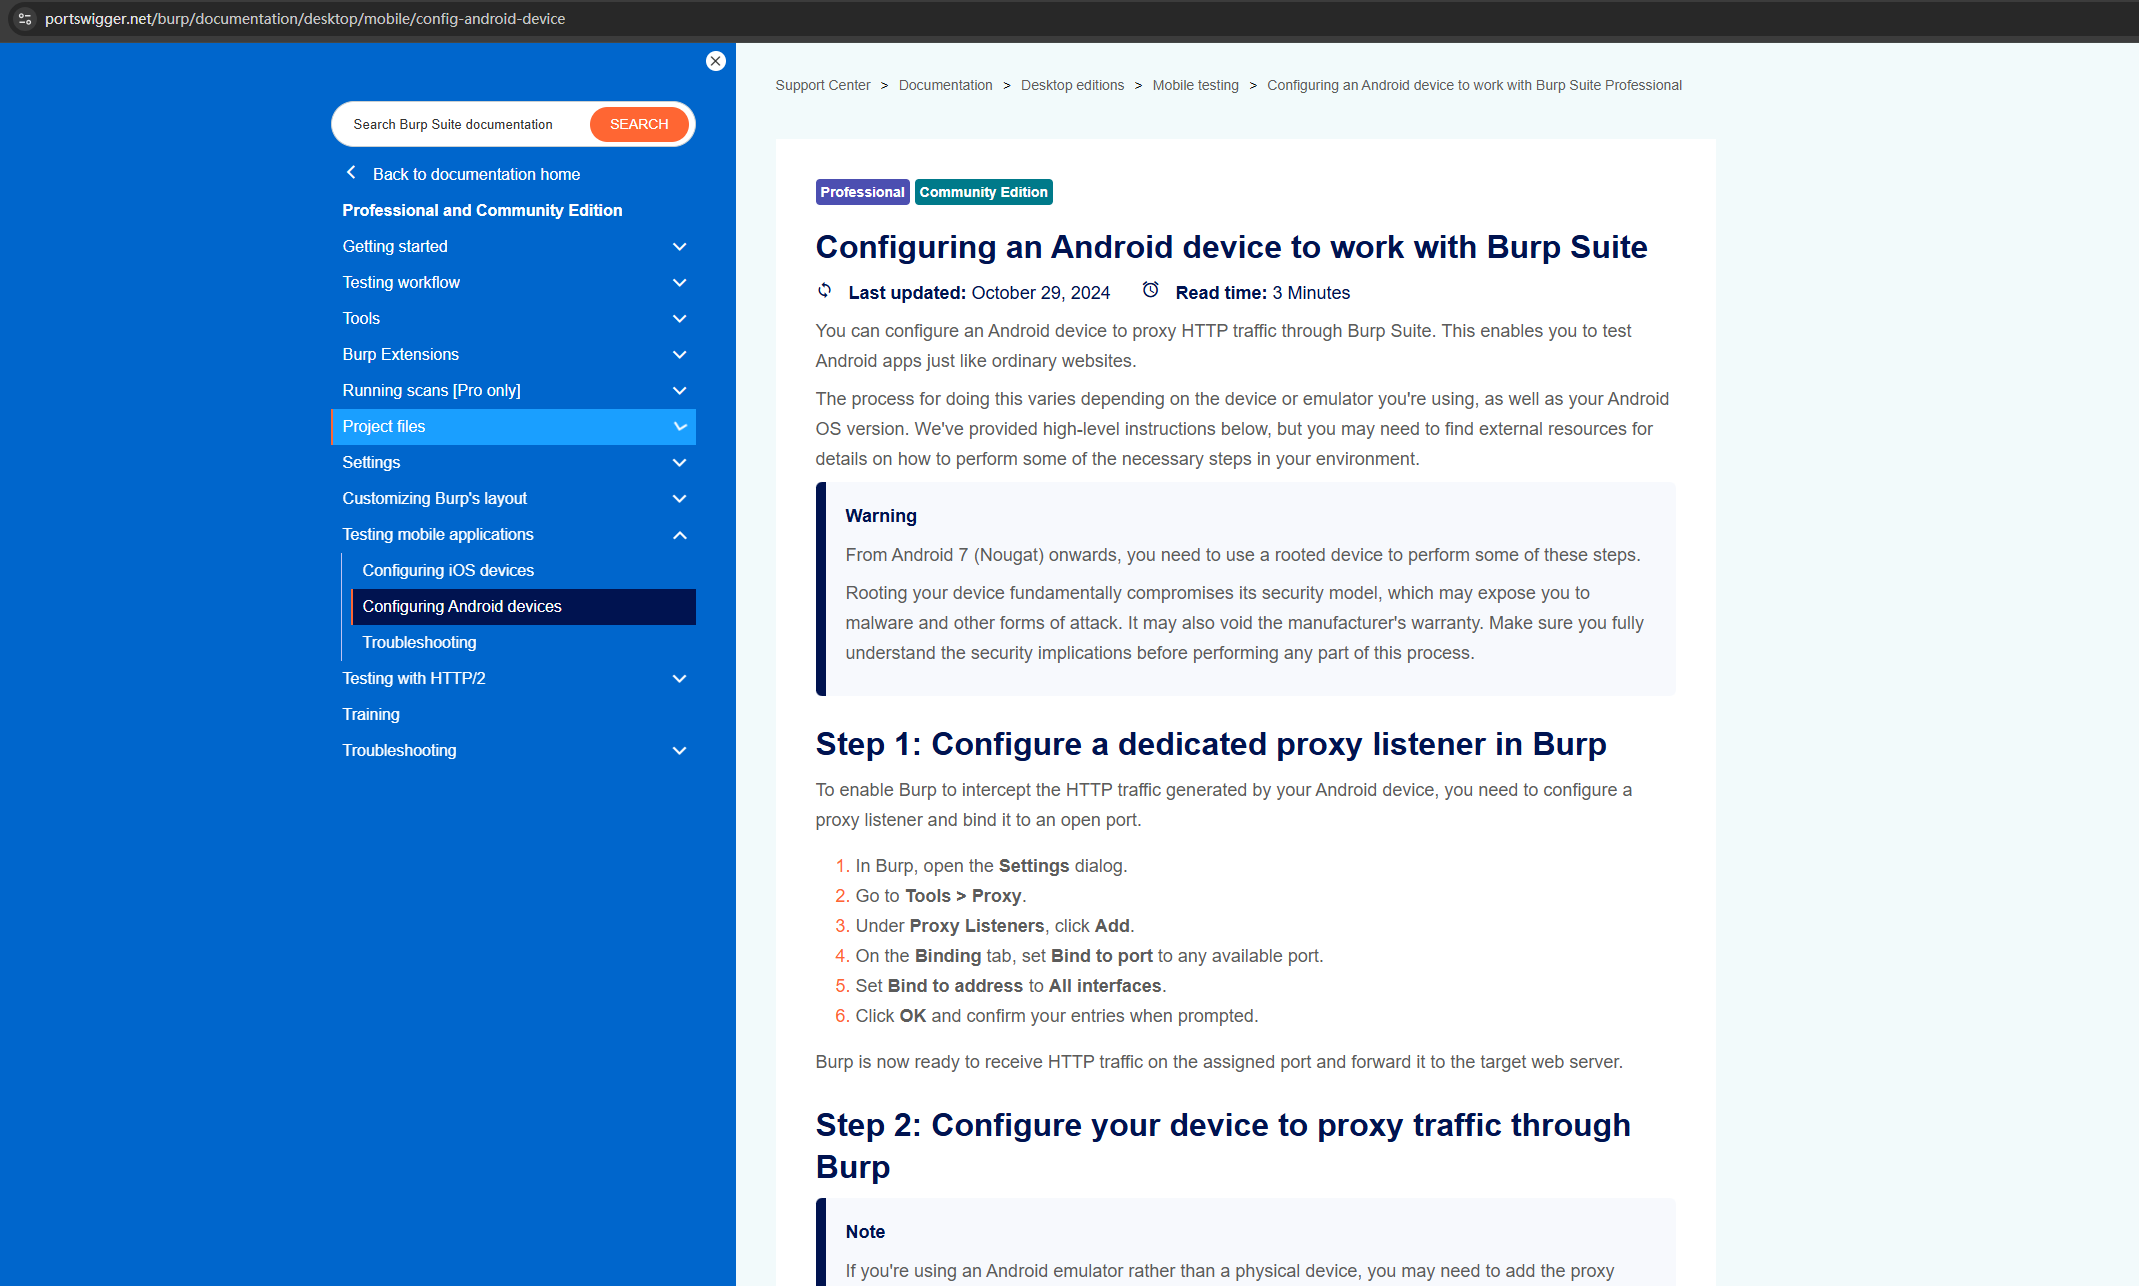 portswigger.net/burp/documentation/desktop/mobile/config-android-device
Search Burp Suite documentation
SEARCH
Back to documentation home
Professional and Community Edition
Getting started
Testing workflow
Tools
Burp Extensions
Running scans [Pro only]
Project files
Settings
Customizing Burp's layout
Testing mobile applications
Configuring iOS devices
Configuring Android devices
Troubleshooting
Testing with HTTP/2
Training
Troubleshooting
Support Center > Documentation > Desktop editions > Mobile testing > Configuring an Android device to work with Burp Suite Professional
Professional Community Edition
Configuring an Android device to work with Burp Suite
Last updated: October 29, 2024 Read time: 3 Minutes
You can configure an Android device to proxy HTTP traffic through Burp Suite. This enables you to test
Android apps just like ordinary websites.
The process for doing this varies depending on the device or emulator you're using, as well as your Android
OS version. We've provided high-level instructions below, but you may need to find external resources for
details on how to perform some of the necessary steps in your environment.
Warning
From Android 7 (Nougat) onwards, you need to use a rooted device to perform some of these steps.
Rooting your device fundamentally compromises its security model, which may expose you to
malware and other forms of attack. It may also void the manufacturer's warranty. Make sure you fully
understand the security implications before performing any part of this process.
Step 1: Configure a dedicated proxy listener in Burp
To enable Burp to intercept the HTTP traffic generated by your Android device, you need to configure a
proxy listener and bind it to an open port.
1. In Burp, open the Settings dialog.
2. Go to Tools > Proxy.
3. Under Proxy Listeners, click Add.
4. On the Binding tab, set Bind to port to any available port.
5. Set Bind to address to All interfaces.
6. Click OK and confirm your entries when prompted.
Burp is now ready to receive HTTP traffic on the assigned port and forward it to the target web server.
Step 2: Configure your device to proxy traffic through
Burp
Note
If you're using an Android emulator rather than a physical device, you may need to add the proxy